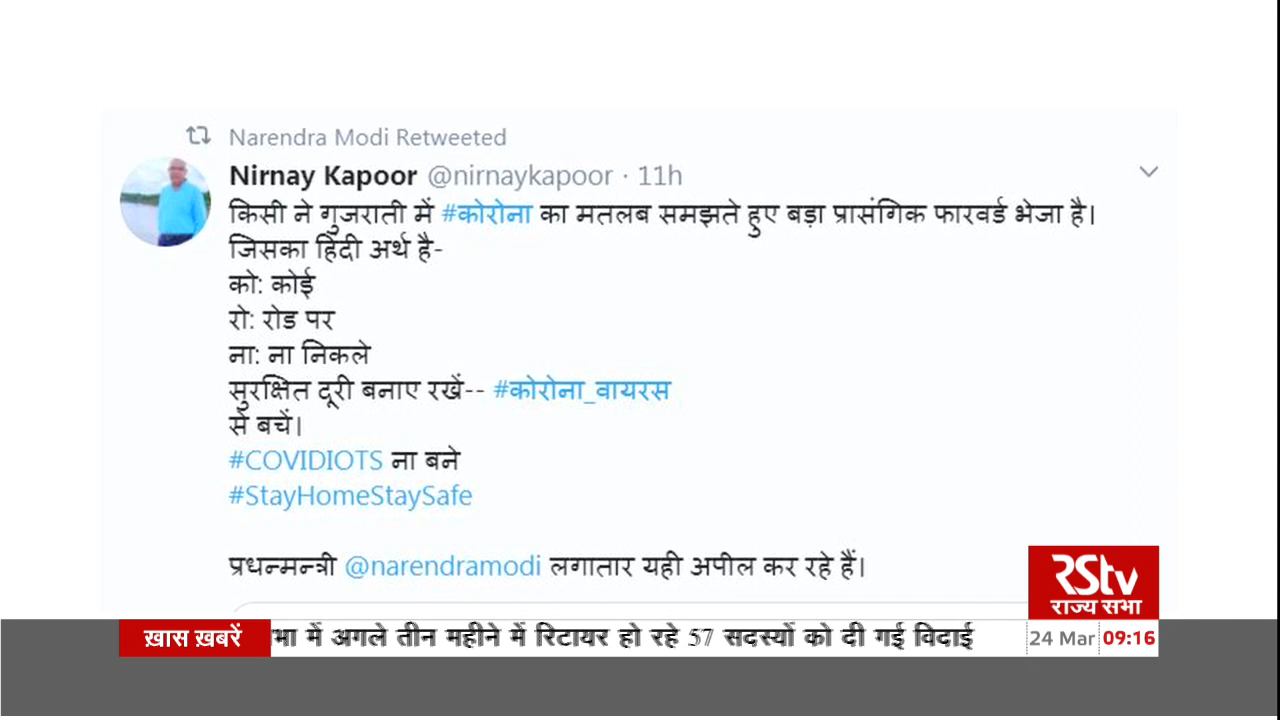 Narendra Modi Retweeted
Nirnay Kapoor @nirnaykapoor · 11h
किसी ने गुजराती में #कोरोना का मतलब समझते हुए बड़ा प्रासंगिक फारवर्ड भेजा है।
जिसका हिंदी अर्थ है-
को: कोई
रो: रोड पर
ना: ना निकले
सुरक्षित दूरी बनाए रखें-- #कोरोना_वायरस
से बचें।
#COVIDIOTS ना बने
#StayHomeStaySafe
प्रधन्मन्त्री @narendramodi लगातार यही अपील कर रहे हैं।
RStv
राज्य सभा
ख़ास ख़बरें भा में अगले तीन महीने में रिटायर हो रहे 57 सदस्यों को दी गई विदाई 24 Mar 09:16